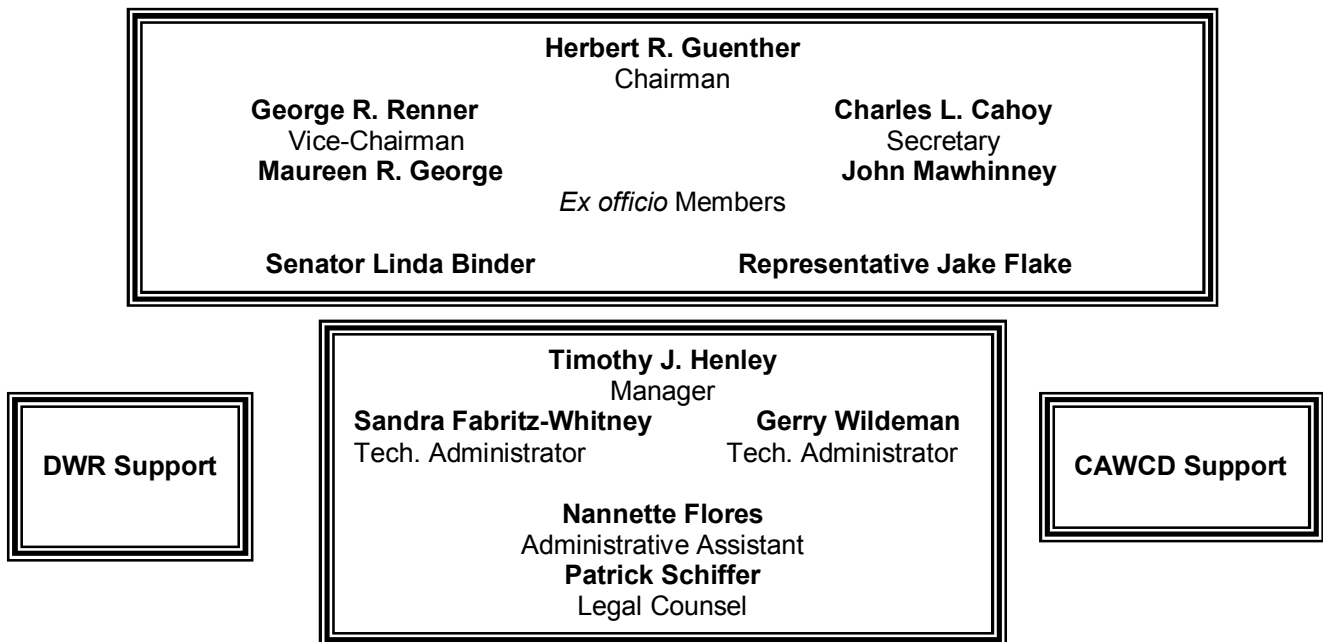 Herbert R. Guenther
Chairman
George R. Renner Charles L. Cahoy
Vice-Chairman Secretary
Maureen R. George John Mawhinney
Ex officio Members
Senator Linda Binder Representative Jake Flake
Timothy J. Henley
Manager
Sandra Fabritz-Whitney Gerry Wildeman
Tech. Administrator Tech. Administrator
Nannette Flores
Administrative Assistant
Patrick Schiffer
Legal Counsel
DWR Support
CAWCD Support